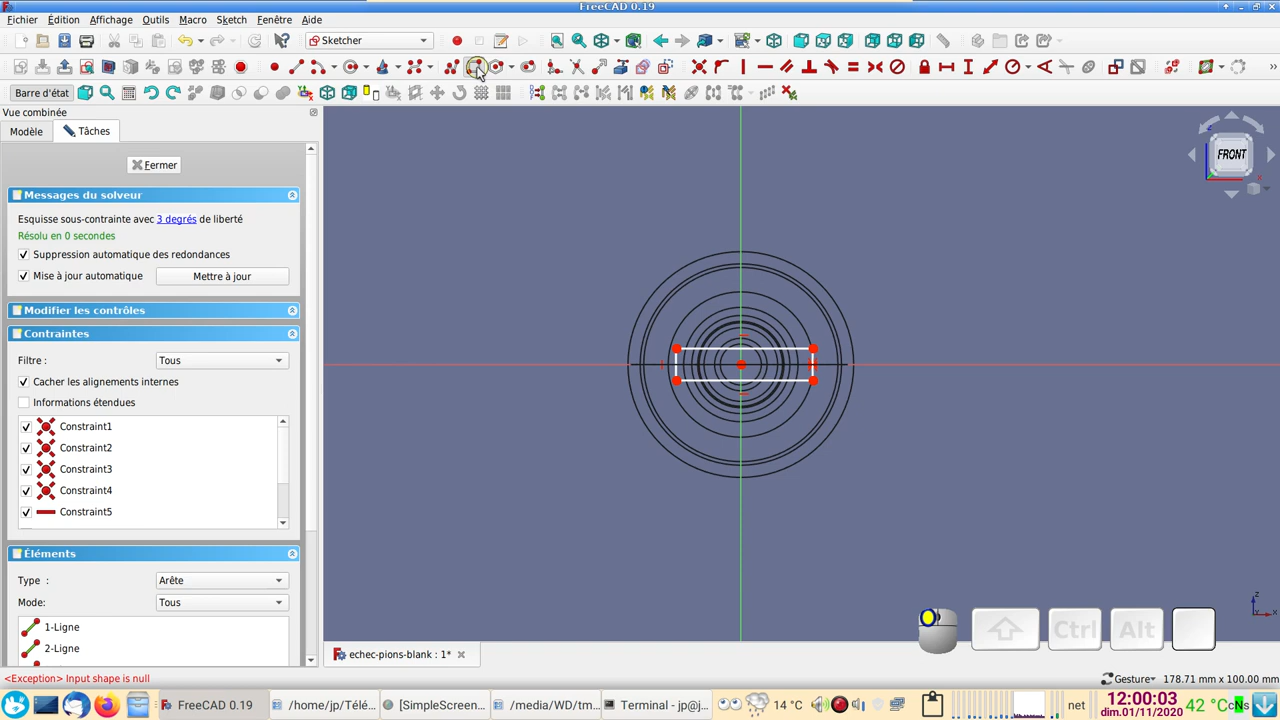 FreeCAD 0.19
Fichier Édition Affichage Outils Macro Sketch Fenêtre Aide
Sketcher
Barre d'état
Vue combinée
Modèle Tâches
Fermer
Messages du solveur
Esquisse sous-contrainte avec 3 degrés de liberté
Résolu en 0 secondes
Suppression automatique des redondances
Mise à jour automatique Mettre à jour
Modifier les contrôles
Contraintes
Filtre : Tous
Cacher les alignements internes
Informations étendues
Constraint1
Constraint2
Constraint3
Constraint4
Constraint5
Éléments
Type : Arête
Mode: Tous
1-Ligne
2-Ligne
FRONT
Z
X
Ctrl Alt
echec-pions-blank : 1*
<Exception> Input shape is null
Gesture 178.71 mm x 100.00 mm
FreeCAD 0.19 /home/jp/Télé... [SimpleScreen... /media/WD/tm... Terminal - jp@j... 14 °C net 12:00:03 42 °C
dim.01/11/2020